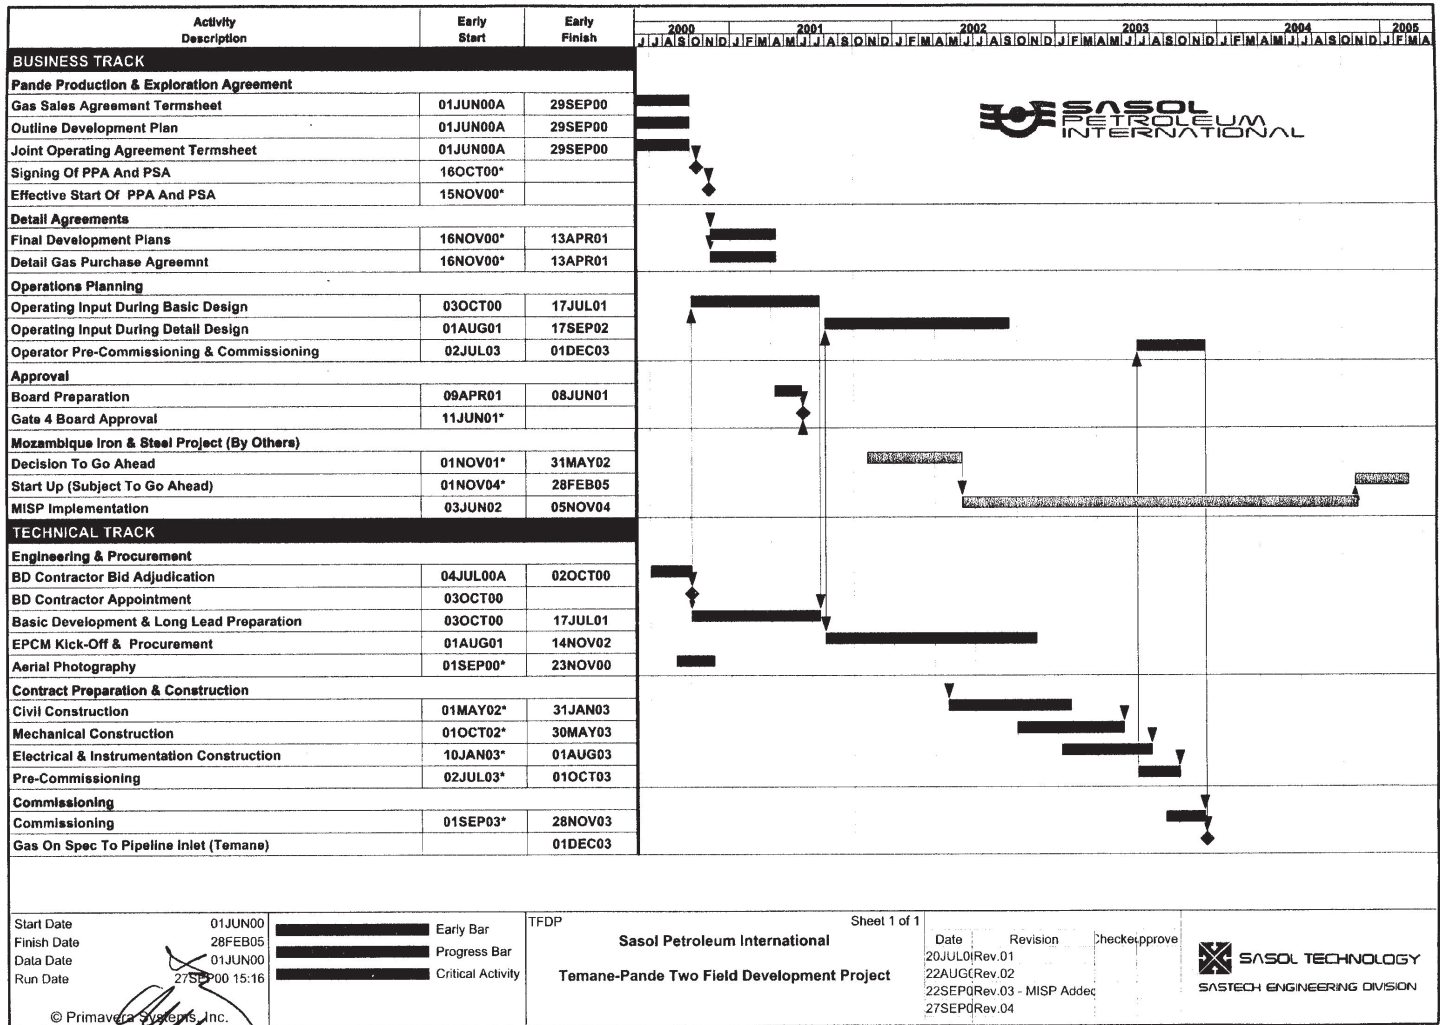 Activity Description Early Start Early Finish
2000 2001 2002 2003 2004 2005
J J A S O N D J F M A M J J A S O N D J F M A M J J A S O N D J F M A M J J A S O N D J F M A M J J A S O N D J F M A
BUSINESS TRACK
Pande Production & Exploration Agreement
Gas Sales Agreement Termsheet 01JUN00A 29SEP00
Outline Development Plan 01JUN00A 29SEP00
Joint Operating Agreement Termsheet 01JUN00A 29SEP00
Signing Of PPA And PSA 16OCT00*
Effective Start Of PPA And PSA 15NOV00*
SASOL
PETROLEUM
INTERNATIONAL
Detail Agreements
Final Development Plans 16NOV00* 13APR01
Detail Gas Purchase Agreemnt 16NOV00* 13APR01
Operations Planning
Operating Input During Basic Design 03OCT00 17JUL01
Operating Input During Detail Design 01AUG01 17SEP02
Operator Pre-Commissioning & Commissioning 02JUL03 01DEC03
Approval
Board Preparation 09APR01 08JUN01
Gate 4 Board Approval 11JUN01*
Mozambique Iron & Steel Project (By Others)
Decision To Go Ahead 01NOV01* 31MAY02
Start Up (Subject To Go Ahead) 01NOV04* 28FEB05
MISP Implementation 03JUN02 05NOV04
TECHNICAL TRACK
Engineering & Procurement
BD Contractor Bid Adjudication 04JUL00A 02OCT00
BD Contractor Appointment 03OCT00
Basic Development & Long Lead Preparation 03OCT00 17JUL01
EPCM Kick-Off & Procurement 01AUG01 14NOV02
Aerial Photography 01SEP00* 23NOV00
Contract Preparation & Construction
Civil Construction 01MAY02* 31JAN03
Mechanical Construction 01OCT02* 30MAY03
Electrical & Instrumentation Construction 10JAN03* 01AUG03
Pre-Commissioning 02JUL03* 01OCT03
Commissioning
Commissioning 01SEP03* 28NOV03
Gas On Spec To Pipeline Inlet (Temane) 01DEC03
Start Date 01JUN00
Finish Date 28FEB05
Data Date 01JUN00
Run Date 27SEP00 15:16
© Primavera Systems, Inc.
Early Bar
Progress Bar
Critical Activity
TFDP Sheet 1 of 1
Sasol Petroleum International
Temane-Pande Two Field Development Project
Date Revision Checke pprove
20JUL0 Rev.01
22AUG0 Rev.02
22SEP0 Rev.03 - MISP Added
27SEP0 Rev.04
SASOL TECHNOLOGY
SASTECH ENGINEERING DIVISION